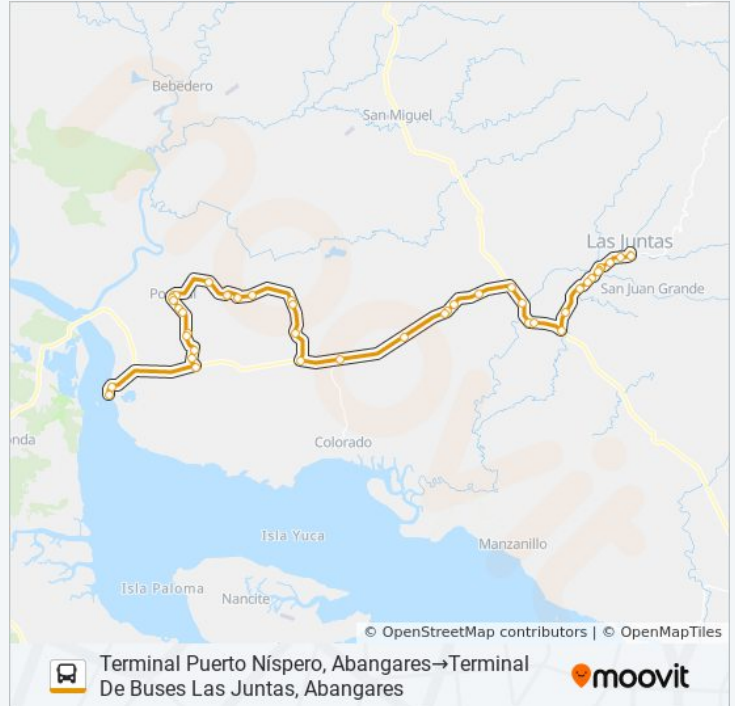 Bebedero
San Miguel
Las Juntas
San Juan Grande
Colorado
Isla Yuca
Manzanillo
Isla Paloma
Nancite
© OpenStreetMap contributors | © OpenMapTiles
Terminal Puerto Níspero, Abangares→Terminal
De Buses Las Juntas, Abangares
moovit